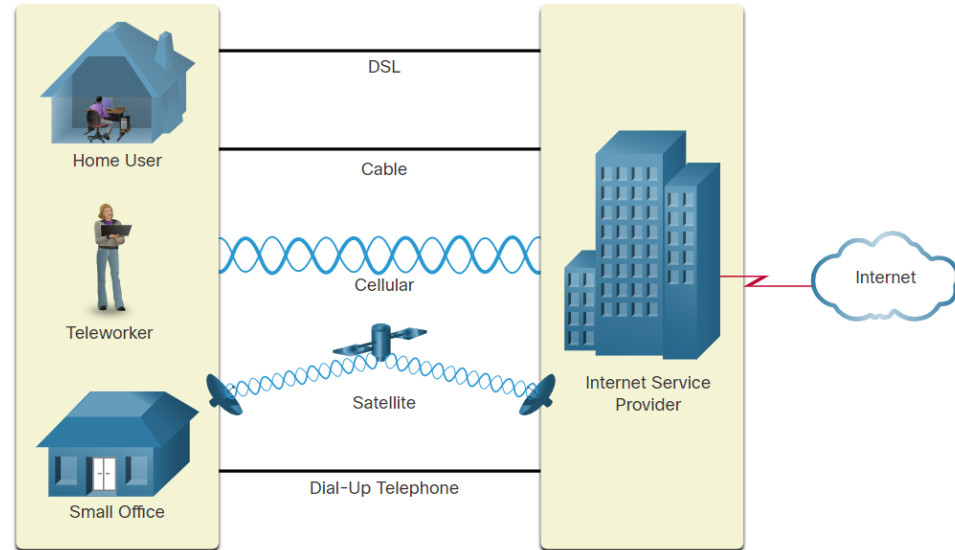 DSL
Home User
Cable
Cellular
Internet
Teleworker
Satellite
Internet Service
Provider
Dial-Up Telephone
Small Office